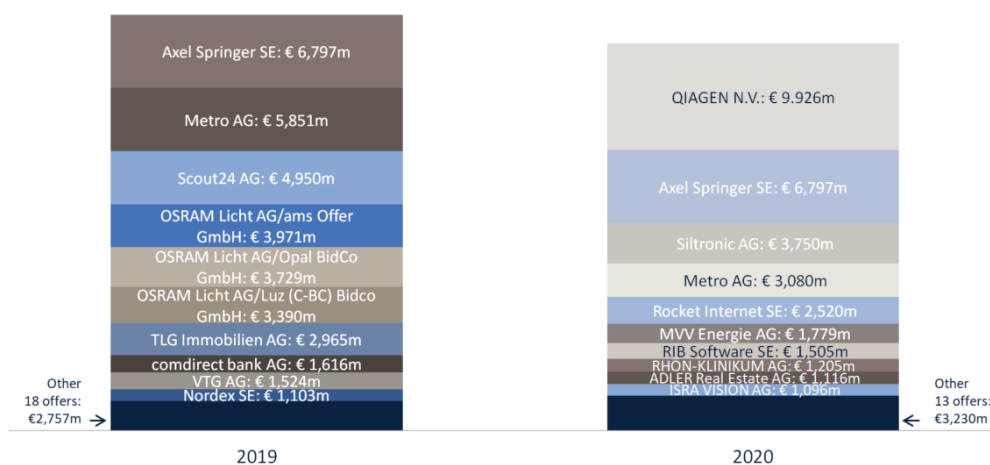 Axel Springer SE: € 6,797m
Metro AG: € 5,851m
Scout24 AG: € 4,950m
OSRAM Licht AG/ams Offer
GmbH: € 3,971m
OSRAM Licht AG/Opal BidCo
GmbH: € 3,729m
OSRAM Licht AG/Luz (C-BC) Bidco
GmbH: € 3,390m
TLG Immobilien AG: € 2,965m
comdirect bank AG: € 1,616m
VTG AG: € 1,524m
Nordex SE: € 1,103m
Other
18 offers:
€2,757m
2019
QIAGEN N.V.: € 9.926m
Axel Springer SE: € 6,797m
Siltronic AG: € 3,750m
Metro AG: € 3,080m
Rocket Internet SE: € 2,520m
MVV Energie AG: € 1,779m
RIB Software SE: € 1,505m
RHÖN-KLINIKUM AG: € 1,205m
ADLER Real Estate AG: € 1,116m
ISRA VISION AG: € 1,096m
Other
13 offers:
€3,230m
2020